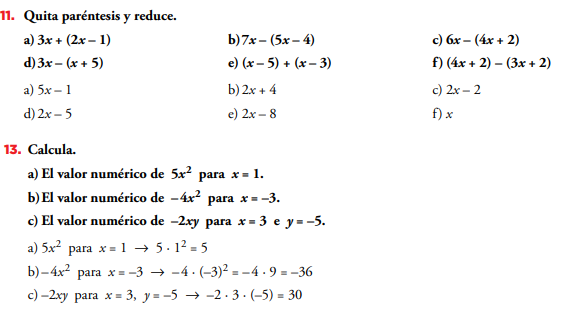 11. Quita paréntesis y reduce.
a) 3x + (2x – 1) b) 7x – (5x – 4) c) 6x – (4x + 2)
d) 3x – (x + 5) e) (x – 5) + (x – 3) f) (4x + 2) – (3x + 2)
a) 5x – 1 b) 2x + 4 c) 2x – 2
d) 2x – 5 e) 2x – 8 f) x
13. Calcula.
a) El valor numérico de 5x² para x = 1.
b) El valor numérico de –4x² para x = –3.
c) El valor numérico de –2xy para x = 3 e y = –5.
a) 5x² para x = 1 → 5 · 1² = 5
b) –4x² para x = –3 → –4 · (–3)² = –4 · 9 = –36
c) –2xy para x = 3, y = –5 → –2 · 3 · (–5) = 30